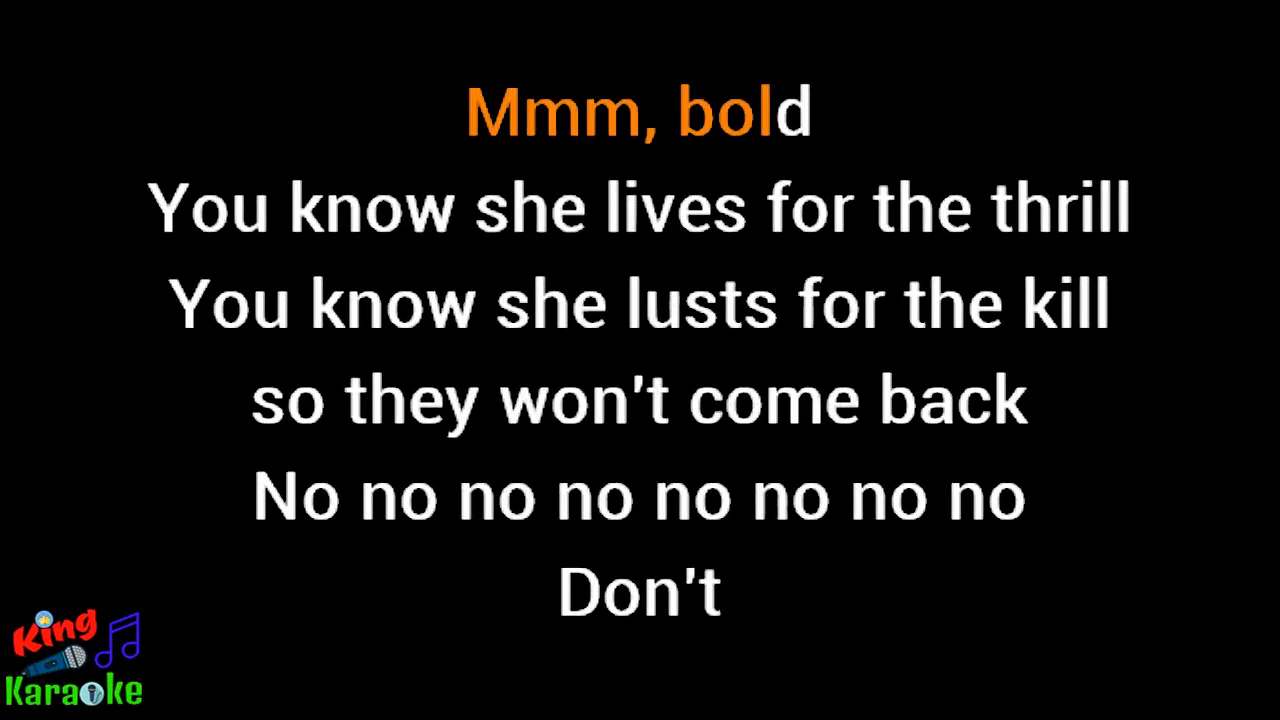 Mmm, bold
You know she lives for the thrill
You know she lusts for the kill
so they won't come back
No no no no no no no no
Don't
King
Karaoke